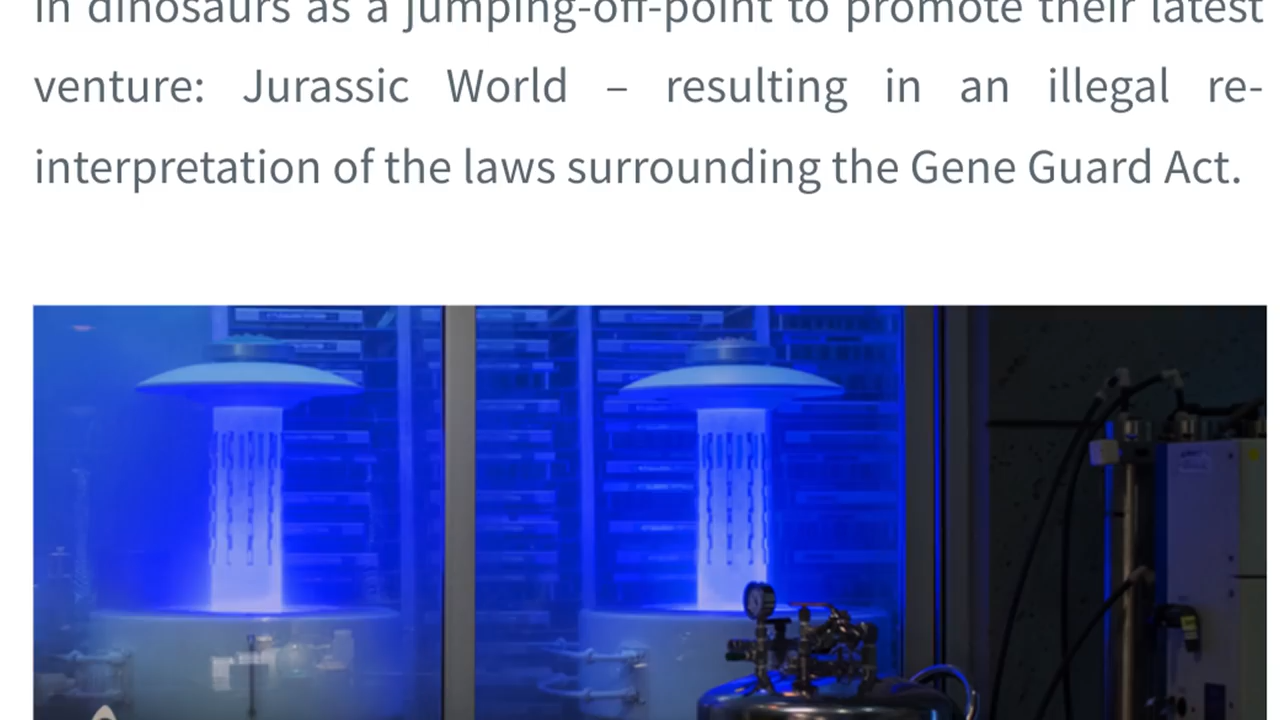 in dinosaurs as a jumping-off-point to promote their latest
venture: Jurassic World – resulting in an illegal re-
interpretation of the laws surrounding the Gene Guard Act.